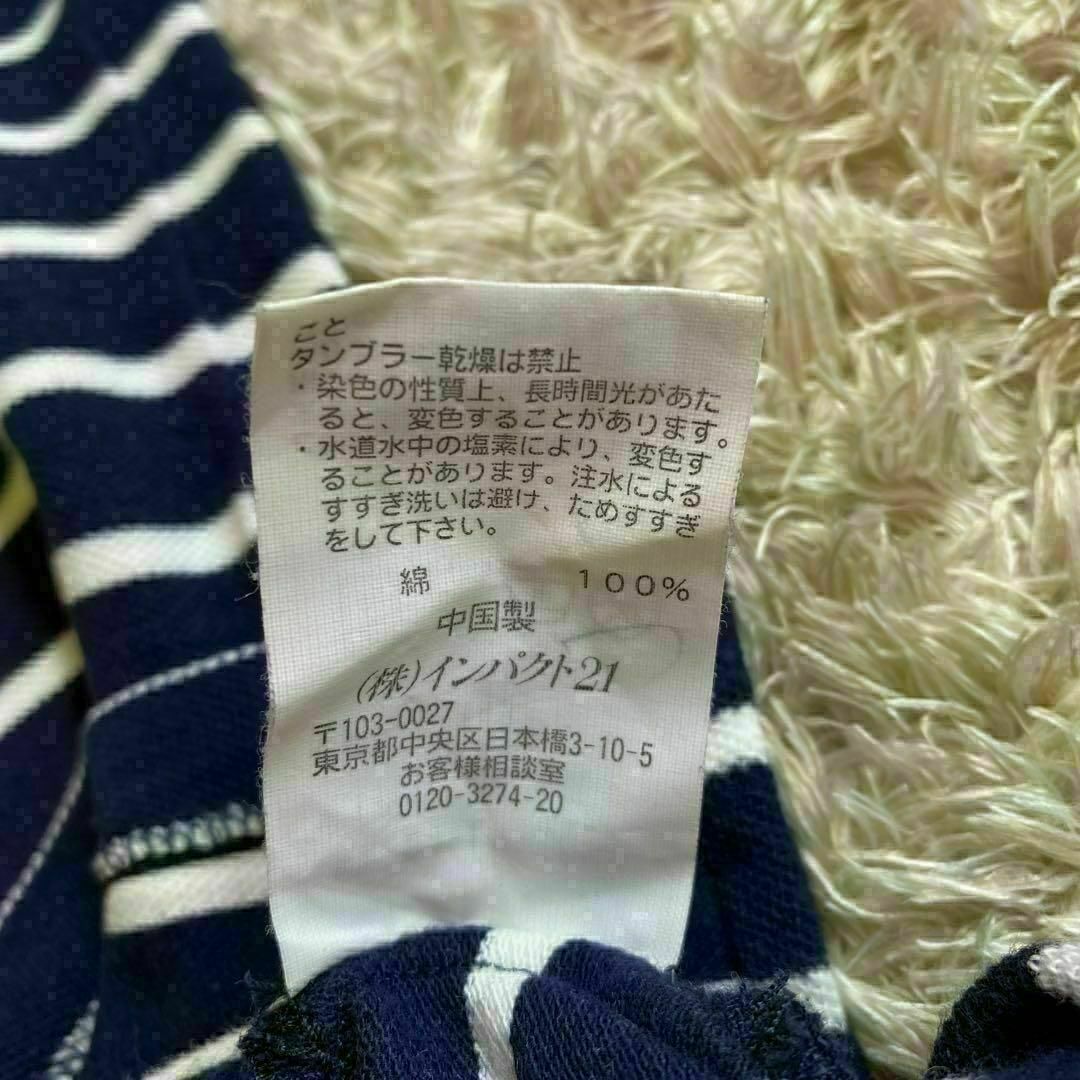 ごと
タンブラー乾燥は禁止
・染色の性質上、長時間光があた
ると、変色することがあります。
・水道水中の塩素により、変色す
ることがあります。注水による
すすぎ洗いは避け、ためすすぎ
をして下さい。
綿 100%
中国製
(株)インパクト21
〒103-0027
東京都中央区日本橋3-10-5
お客様相談室
0120-3274-20